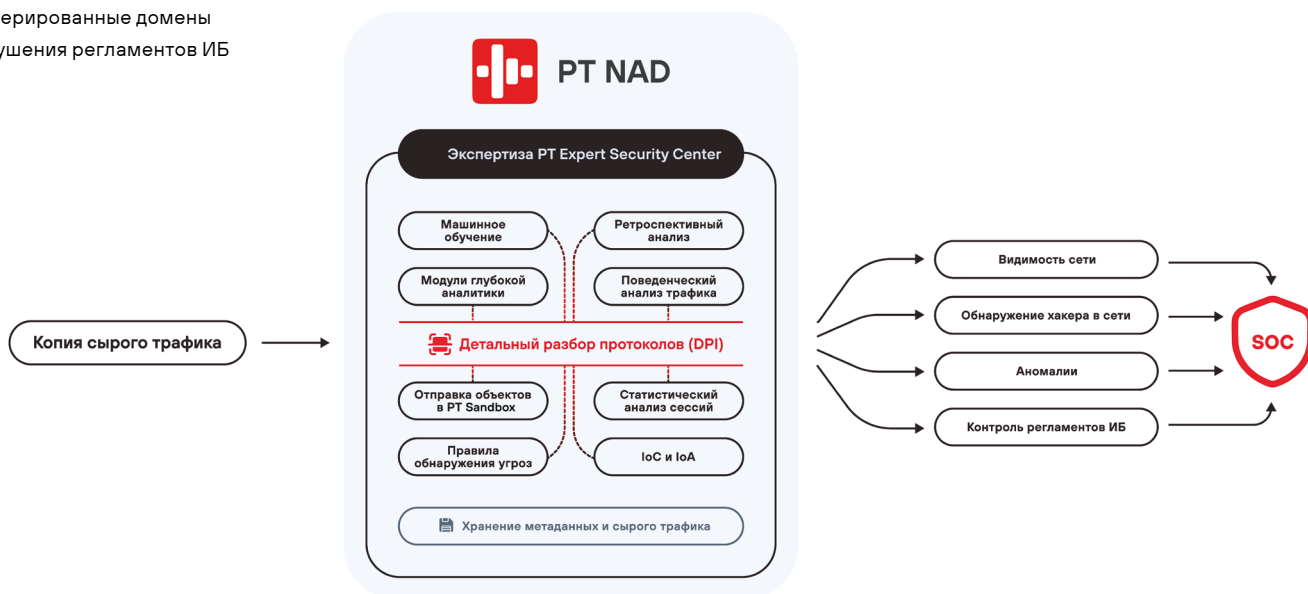 домены
регламентов ИБ
PT NAD
Экспертиза PT Expert Security Center
Машинное
обучение
Ретроспективный
анализ
Модули глубокой
аналитики
Поведенческий
анализ трафика
Копия сырого трафика
Детальный разбор протоколов (DPI)
Отправка объектов
в PT Sandbox
Статистический
анализ сессий
Правила
обнаружения угроз
IoC и IoA
Хранение метаданных и сырого трафика
Видимость сети
Обнаружение хакера в сети
Аномалии
Контроль регламентов ИБ
SOC